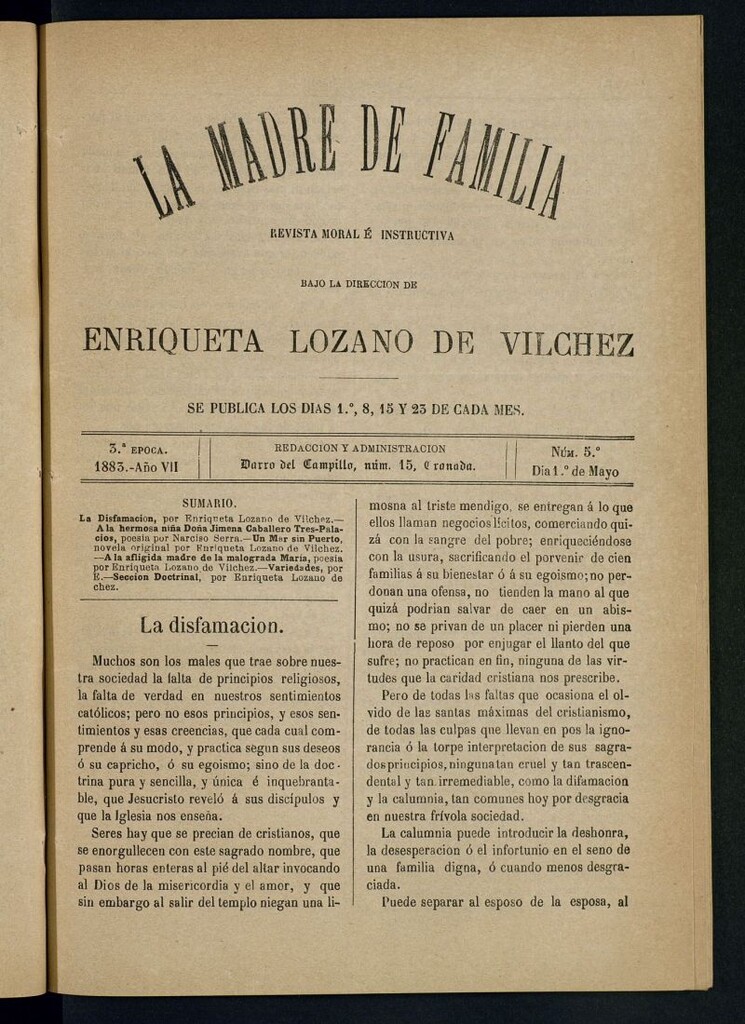 LA MADRE DE FAMILIA
REVISTA MORAL É INSTRUCTIVA
BAJO LA DIRECCION DE
ENRIQUETA LOZANO DE VILCHEZ
SE PUBLICA LOS DIAS 1.º, 8, 15 Y 23 DE CADA MES.
3.ª EPOCA.
1883.-Año VII
REDACCION Y ADMINISTRACION
Darro del Campillo, núm. 15, Granada.
NÚM. 5.º
Dia 1.º de Mayo
SUMARIO.
La Disfamacion, por Enriqueta Lozano de Vilchez.—
A la hermosa niña Doña Jimena Caballero Tres-Pala-
cios, poesia por Narciso Serra.—Un Mar sin Puerto,
novela original por Enriqueta Lozano de Vilchez.
—A la afligida madre de la malograda María, poesia
por Enriqueta Lozano de Vilchez.—Variedades, por
E.—Seccion Doctrinal, por Enriqueta Lozano de
chez.
La disfamacion.
Muchos son los males que trae sobre nues-
tra sociedad la falta de principios religiosos,
la falta de verdad en nuestros sentimientos
católicos; pero no esos principios, y esos sen-
timientos y esas creencias, que cada cual com-
prende á su modo, y practica segun sus deseos
ó su capricho, ó su egoismo; sino de la doc-
trina pura y sencilla, y única é inquebranta-
ble, que Jesucristo reveló á sus discípulos y
que la Iglesia nos enseña.
Seres hay que se precian de cristianos, que
se enorgullecen con este sagrado nombre, que
pasan horas enteras al pié del altar invocando
al Dios de la misericordia y el amor, y que
sin embargo al salir del templo niegan una li-
mosna al triste mendigo, se entregan á lo que
ellos llaman negocios lícitos, comerciando qui-
zá con la sangre del pobre; enriqueciéndose
con la usura, sacrificando el porvenir de cien
familias á su bienestar ó á su egoismo; no per-
donan una ofensa, no tienden la mano al que
quizá podrian salvar de caer en un abis-
mo; no se privan de un placer ni pierden una
hora de reposo por enjugar el llanto del que
sufre; no practican en fin, ninguna de las vir-
tudes que la caridad cristiana nos prescribe.
Pero de todas las faltas que ocasiona el ol-
vido de las santas máximas del cristianismo,
de todas las culpas que llevan en pos la igno-
rancia ó la torpe interpretacion de sus sagra-
dos principios, ninguna tan cruel y tan trascen-
dental y tan irremediable, como la difamacion
y la calumnia, tan comunes hoy por desgracia
en nuestra frívola sociedad.
La calumnia puede introducir la deshonra,
la desesperacion ó el infortunio en el seno de
una familia digna, ó cuando menos desgra-
ciada.
Puede separar al esposo de la esposa, al